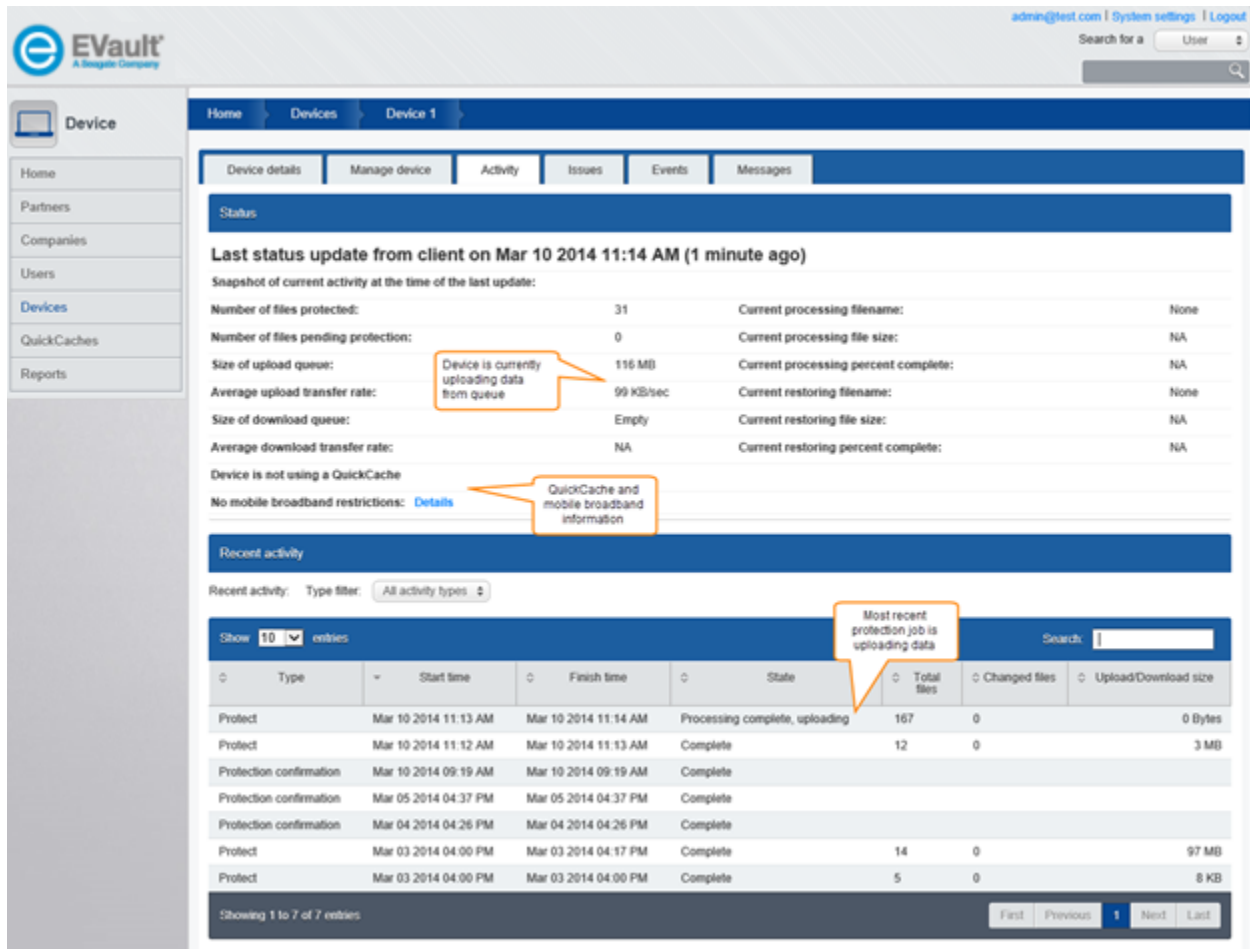 admin@test.com | System settings | Logout
EVault
A Seagate Company
Search for a User
Device
Home Devices Device 1
Home
Partners
Companies
Users
Devices
QuickCaches
Reports
Device details Manage device Activity Issues Events Messages
Status
Last status update from client on Mar 10 2014 11:14 AM (1 minute ago)
Snapshot of current activity at the time of the last update:
Number of files protected: 31 Current processing filename: None
Number of files pending protection: 0 Current processing file size: NA
Size of upload queue: 116 MB Current processing percent complete: NA
Device is currently
uploading data
from queue
Average upload transfer rate: 99 KB/sec Current restoring filename: None
Size of download queue: Empty Current restoring file size: NA
Average download transfer rate: NA Current restoring percent complete: NA
Device is not using a QuickCache
No mobile broadband restrictions: Details
QuickCache and
mobile broadband
information
Recent activity
Recent activity: Type filter: All activity types
Most recent
protection job is
uploading data
Show 10 entries Search:
Type Start time Finish time State Total files Changed files Upload/Download size
Protect Mar 10 2014 11:13 AM Mar 10 2014 11:14 AM Processing complete, uploading 167 0 0 Bytes
Protect Mar 10 2014 11:12 AM Mar 10 2014 11:13 AM Complete 12 0 3 MB
Protection confirmation Mar 10 2014 09:19 AM Mar 10 2014 09:19 AM Complete
Protection confirmation Mar 05 2014 04:37 PM Mar 05 2014 04:37 PM Complete
Protection confirmation Mar 04 2014 04:26 PM Mar 04 2014 04:26 PM Complete
Protect Mar 03 2014 04:00 PM Mar 03 2014 04:17 PM Complete 14 0 97 MB
Protect Mar 03 2014 04:00 PM Mar 03 2014 04:00 PM Complete 5 0 8 KB
Showing 1 to 7 of 7 entries First Previous 1 Next Last